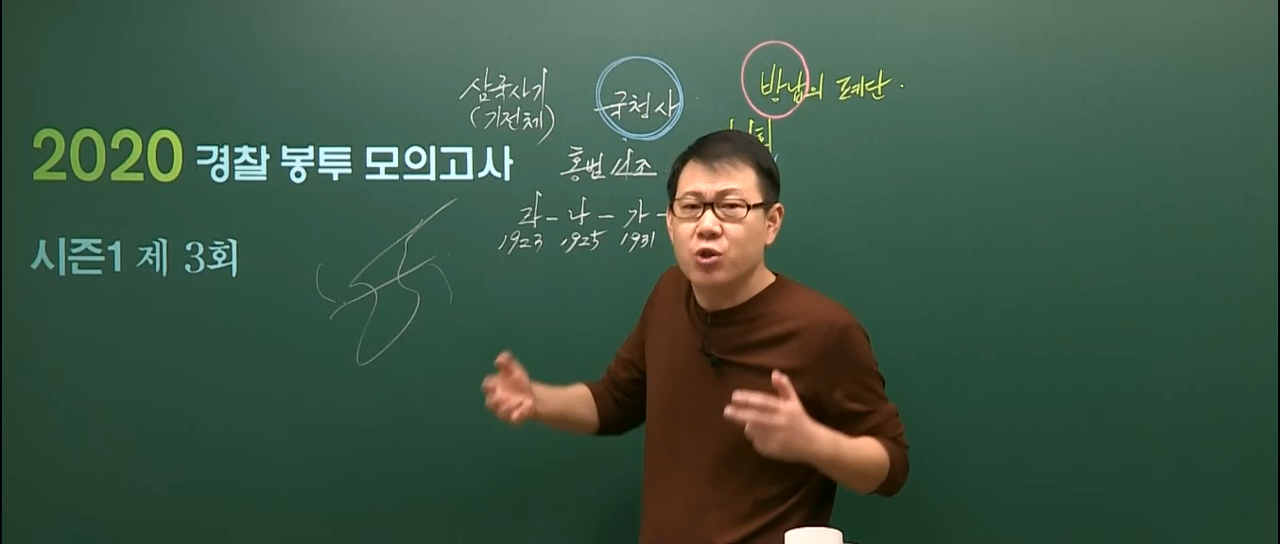 2020 경찰 봉투 모의고사
시즌1 제 3회
삼국사기
(기전체)
국청사
홍범 14조
라 - 나 - 가 -
1923 1925 1931
방납의 폐단.